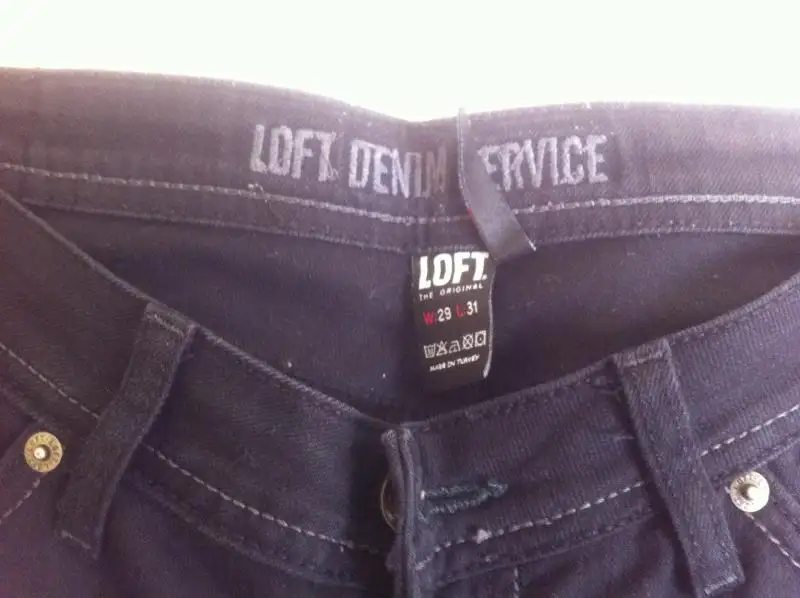 LOFT. DENIM ERVICE
LOFT.
THE ORIGINAL
W:29 L:31
MADE IN TURKEY